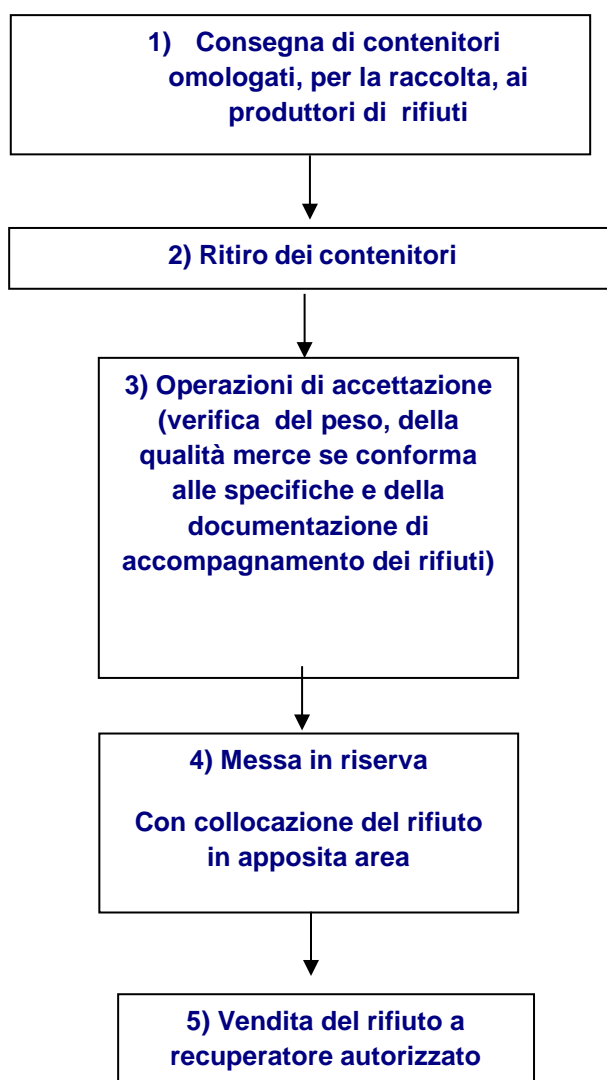 1) Consegna di contenitori
omologati, per la raccolta, ai
produttori di rifiuti
2) Ritiro dei contenitori
3) Operazioni di accettazione
(verifica del peso, della
qualità merce se conforma
alle specifiche e della
documentazione di
accompagnamento dei rifiuti)
4) Messa in riserva
Con collocazione del rifiuto
in apposita area
5) Vendita del rifiuto a
recuperatore autorizzato